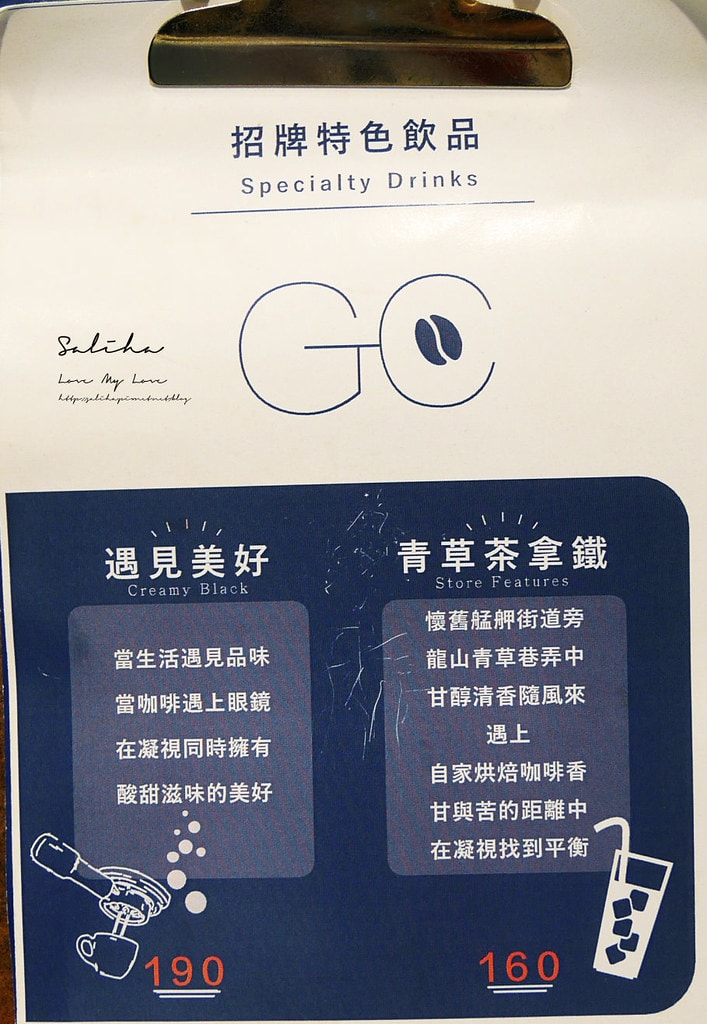 招牌特色飲品
Specialty Drinks
GO
Saliha
Love My Love
遇見美好
Creamy Black
當生活遇見品味
當咖啡遇上眼鏡
在凝視同時擁有
酸甜滋味的美好
190
青草茶拿鐵
Store Features
懷舊艋舺街道旁
龍山青草巷弄中
甘醇清香隨風來
遇上
自家烘焙咖啡香
甘與苦的距離中
在凝視找到平衡
160